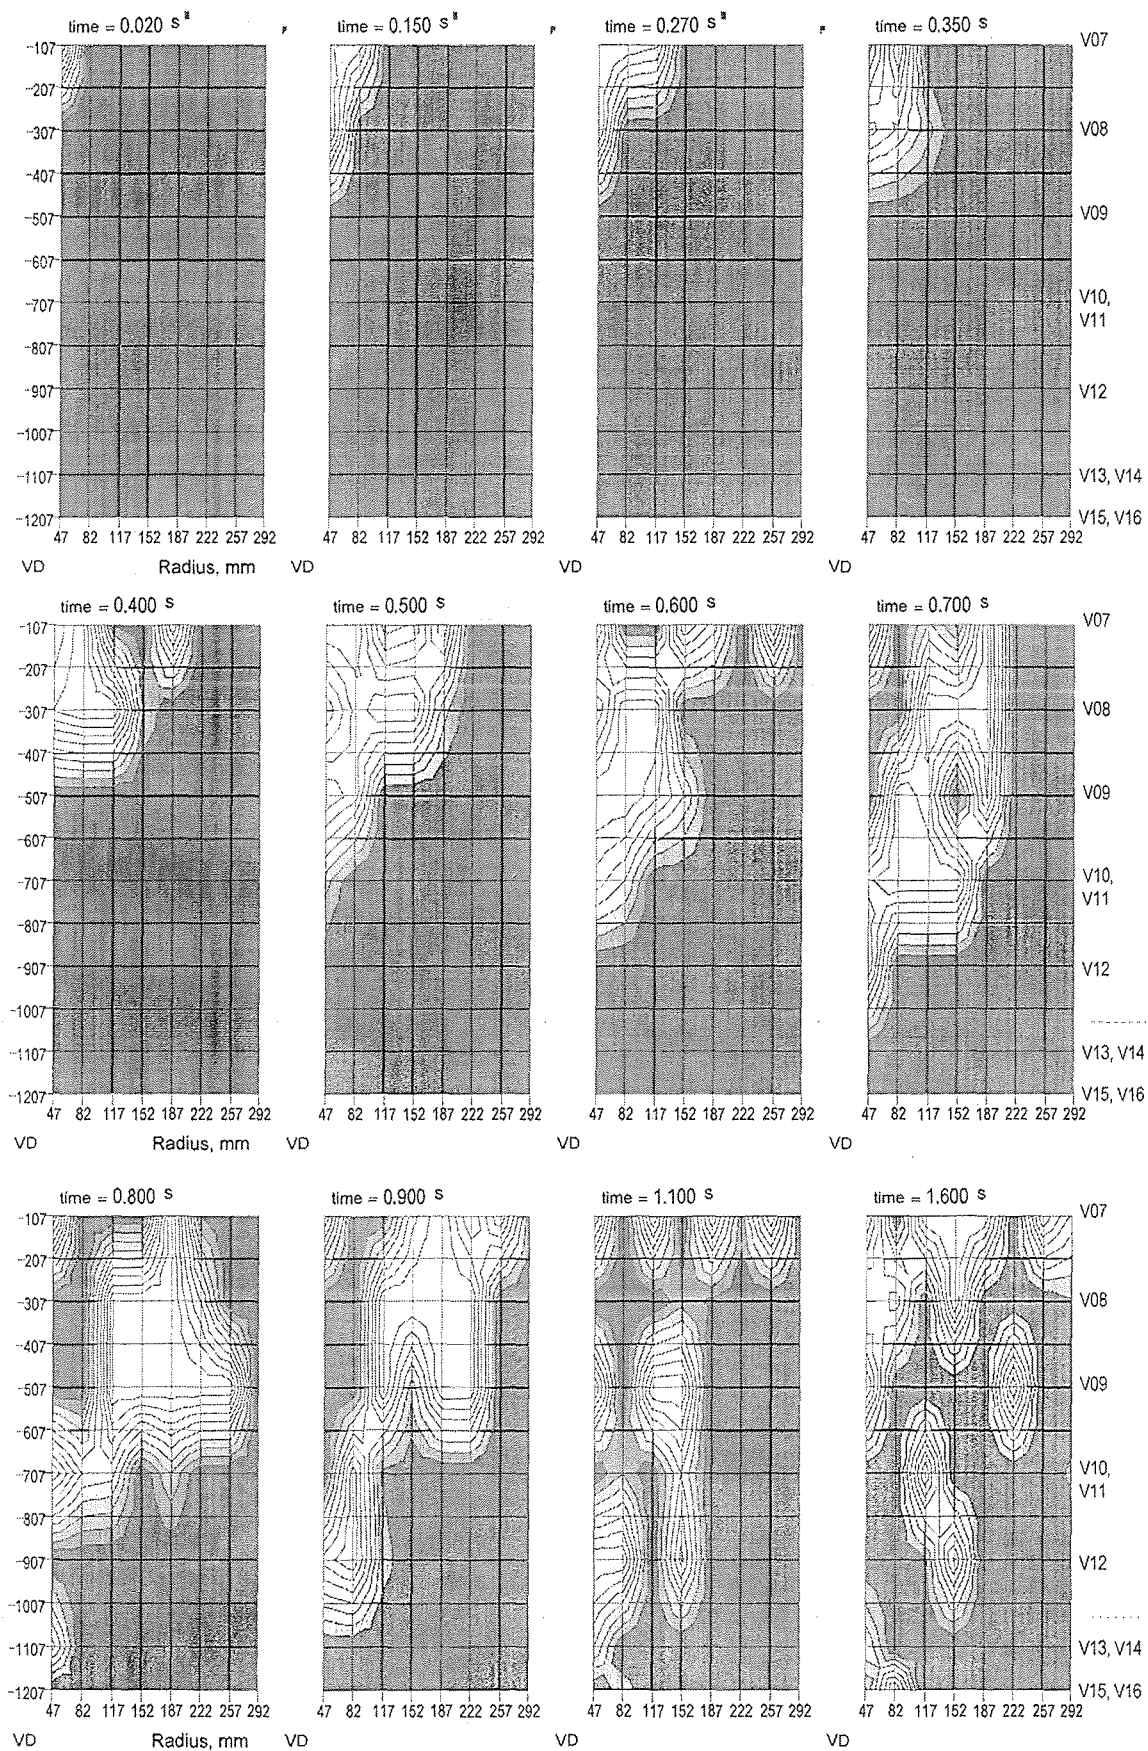 time = 0.020 s time = 0.150 s time = 0.270 s time = 0.350 s
-107 V07
-207
-307 V08
-407
-507 V09
-607
-707 V10,
V11
-807
-907 V12
-1007
-1107 V13, V14
-1207 V15, V16
47 82 117 152 187 222 257 292 47 82 117 152 187 222 257 292 47 82 117 152 187 222 257 292 47 82 117 152 187 222 257 292
VD Radius, mm VD VD VD
time = 0.400 s time = 0.500 s time = 0.600 s time = 0.700 s
-107 V07
-207
-307 V08
-407
-507 V09
-607
-707 V10,
V11
-807
-907 V12
-1007
-1107 V13, V14
-1207 V15, V16
47 82 117 152 187 222 257 292 47 82 117 152 187 222 257 292 47 82 117 152 187 222 257 292 47 82 117 152 187 222 257 292
VD Radius, mm VD VD VD
time = 0.800 s time = 0.900 s time = 1.100 s time = 1.600 s
-107 V07
-207
-307 V08
-407
-507 V09
-607
-707 V10,
V11
-807
-907 V12
-1007
-1107 V13, V14
-1207 V15, V16
47 82 117 152 187 222 257 292 47 82 117 152 187 222 257 292 47 82 117 152 187 222 257 292 47 82 117 152 187 222 257 292
VD Radius, mm VD VD VD